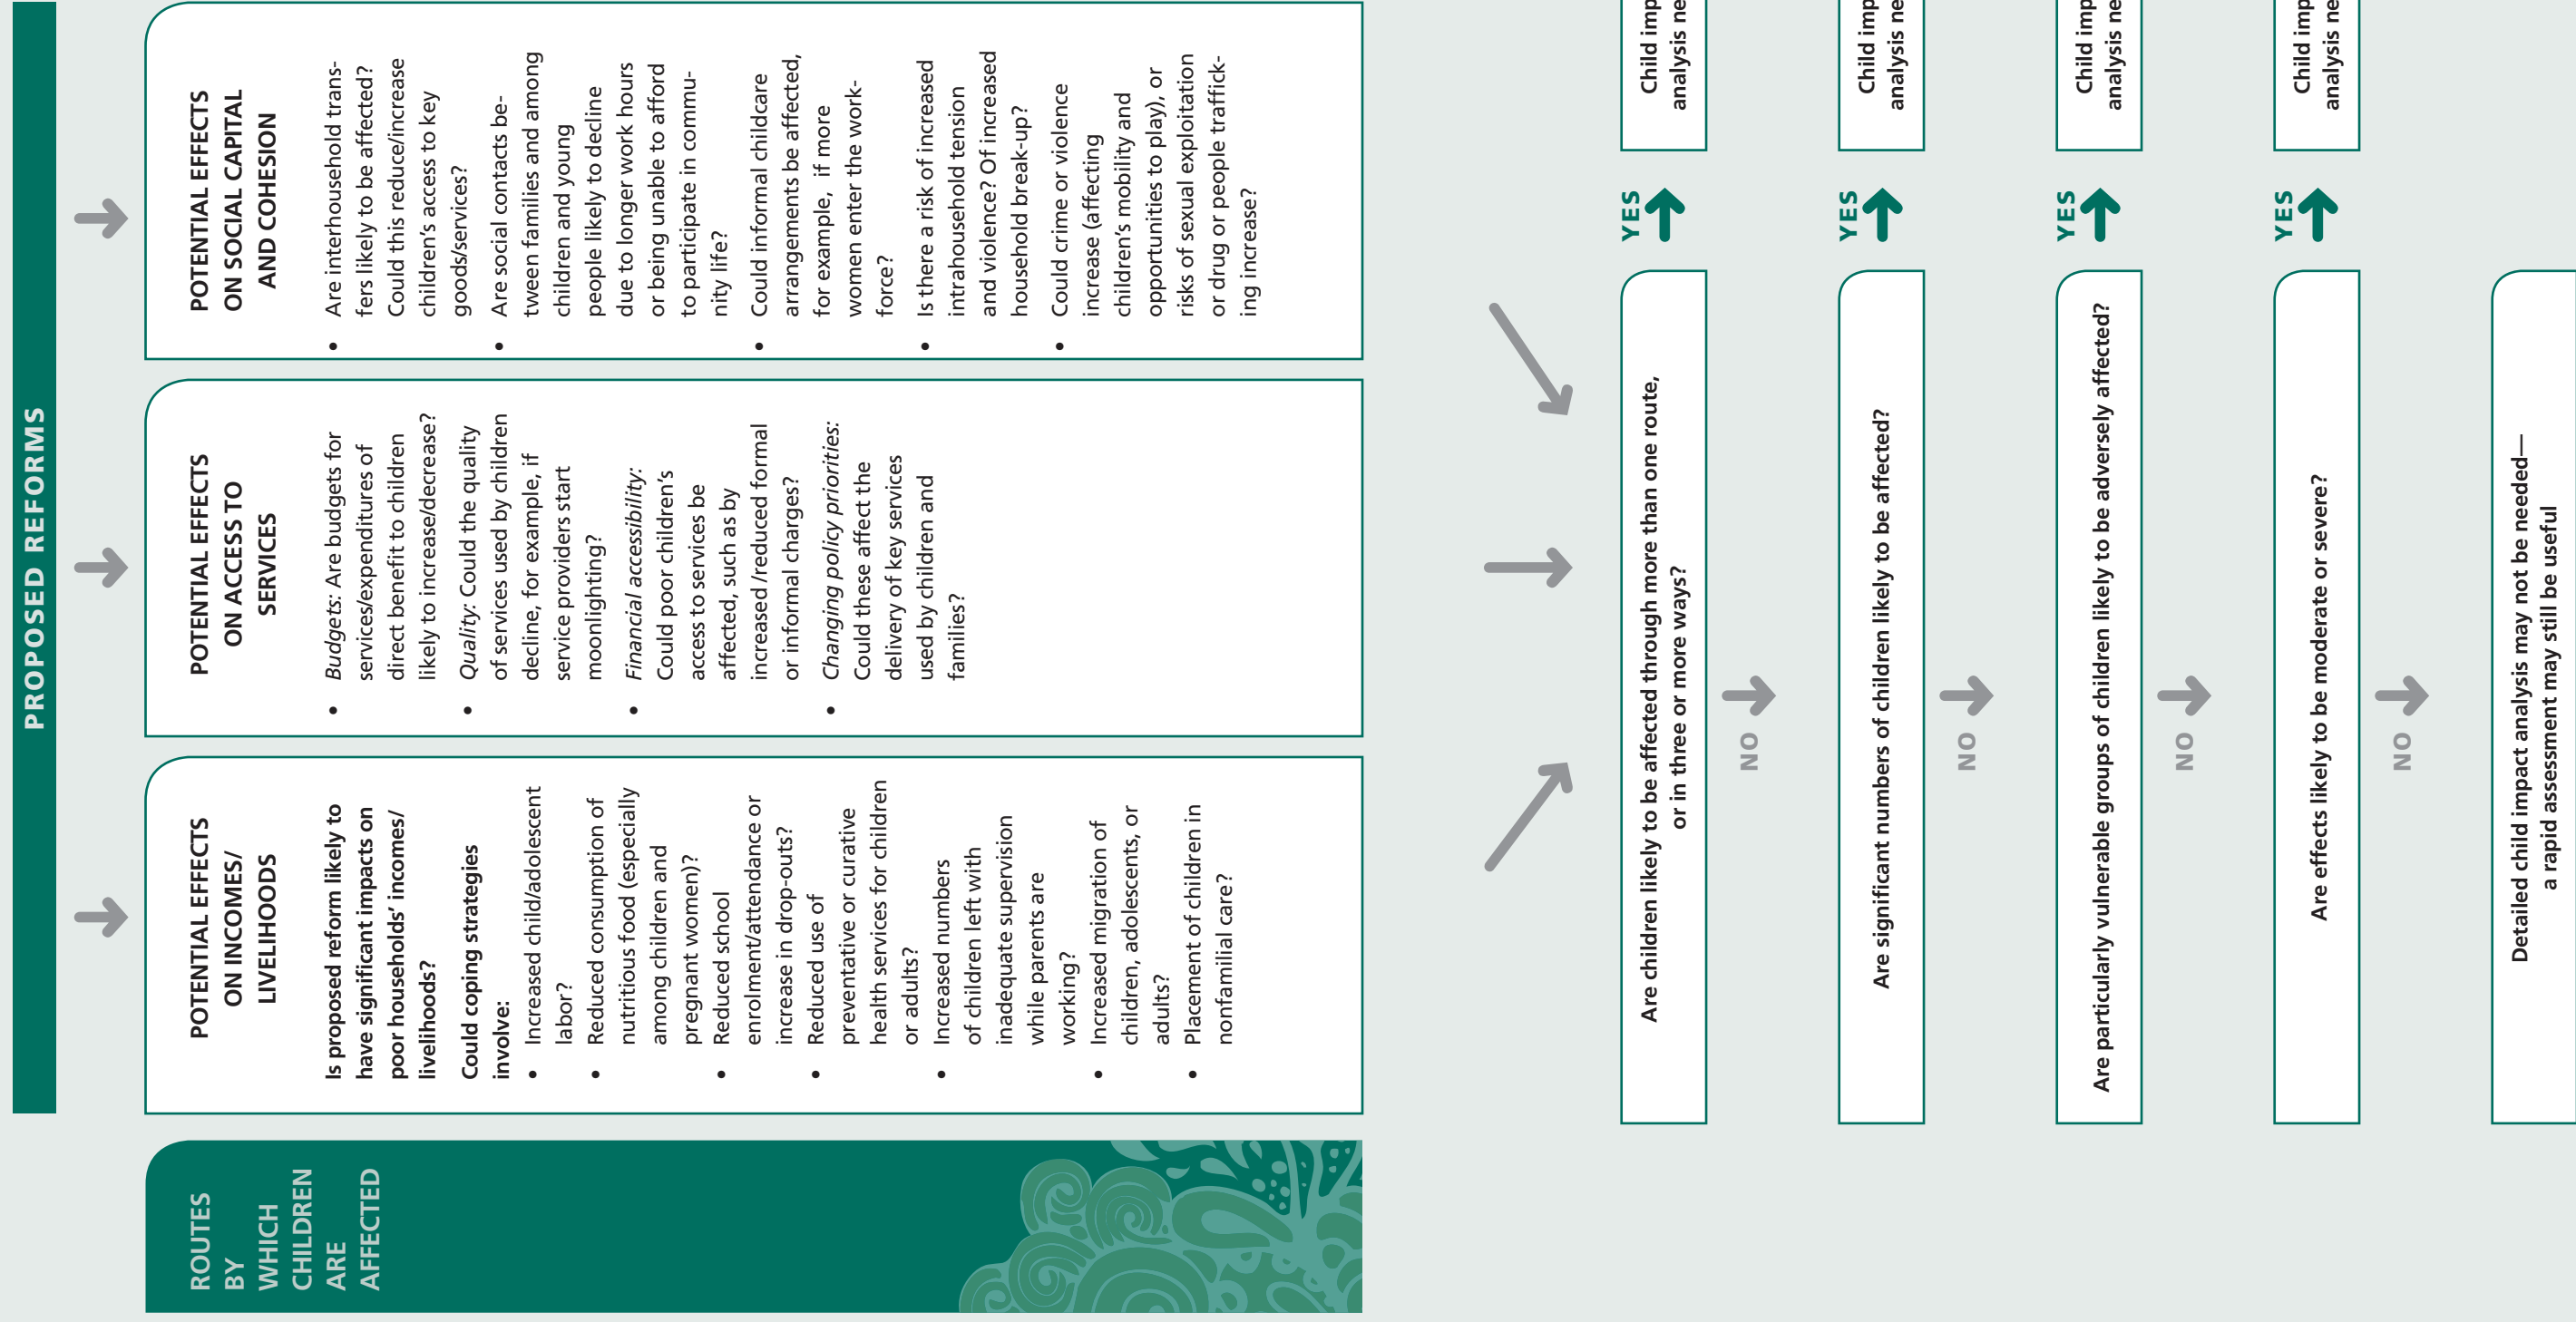 PROPOSED REFORMS
ROUTES
BY
WHICH
CHILDREN
ARE
AFFECTED
POTENTIAL EFFECTS
ON INCOMES/
LIVELIHOODS
Is proposed reform likely to
have significant impacts on
poor households’ incomes/
livelihoods?
Could coping strategies
involve:
• Increased child/adolescent
labor?
• Reduced consumption of
nutritious food (especially
among children and
pregnant women)?
• Reduced school
enrolment/attendance or
increase in drop-outs?
• Reduced use of
preventative or curative
health services for children
or adults?
• Increased numbers
of children left with
inadequate supervision
while parents are
working?
• Increased migration of
children, adolescents, or
adults?
• Placement of children in
nonfamilial care?
POTENTIAL EFFECTS
ON ACCESS TO
SERVICES
• Budgets: Are budgets for
services/expenditures of
direct benefit to children
likely to increase/decrease?
• Quality: Could the quality
of services used by children
decline, for example, if
service providers start
moonlighting?
• Financial accessibility:
Could poor children’s
access to services be
affected, such as by
increased /reduced formal
or informal charges?
• Changing policy priorities:
Could these affect the
delivery of key services
used by children and
families?
POTENTIAL EFFECTS
ON SOCIAL CAPITAL
AND COHESION
• Are interhousehold trans-
fers likely to be affected?
Could this reduce/increase
children’s access to key
goods/services?
• Are social contacts be-
tween families and among
children and young
people likely to decline
due to longer work hours
or being unable to afford
to participate in commu-
nity life?
• Could informal childcare
arrangements be affected,
for example, if more
women enter the work-
force?
• Is there a risk of increased
intrahousehold tension
and violence? Of increased
household break-up?
• Could crime or violence
increase (affecting
children’s mobility and
opportunities to play), or
risks of sexual exploitation
or drug or people traffick-
ing increase?
Are children likely to be affected through more than one route,
or in three or more ways?
YES
Child imp
analysis ne
NO
Are significant numbers of children likely to be affected?
YES
Child imp
analysis ne
NO
Are particularly vulnerable groups of children likely to be adversely affected?
YES
Child imp
analysis ne
NO
Are effects likely to be moderate or severe?
YES
Child imp
analysis ne
NO
Detailed child impact analysis may not be needed—
a rapid assessment may still be useful